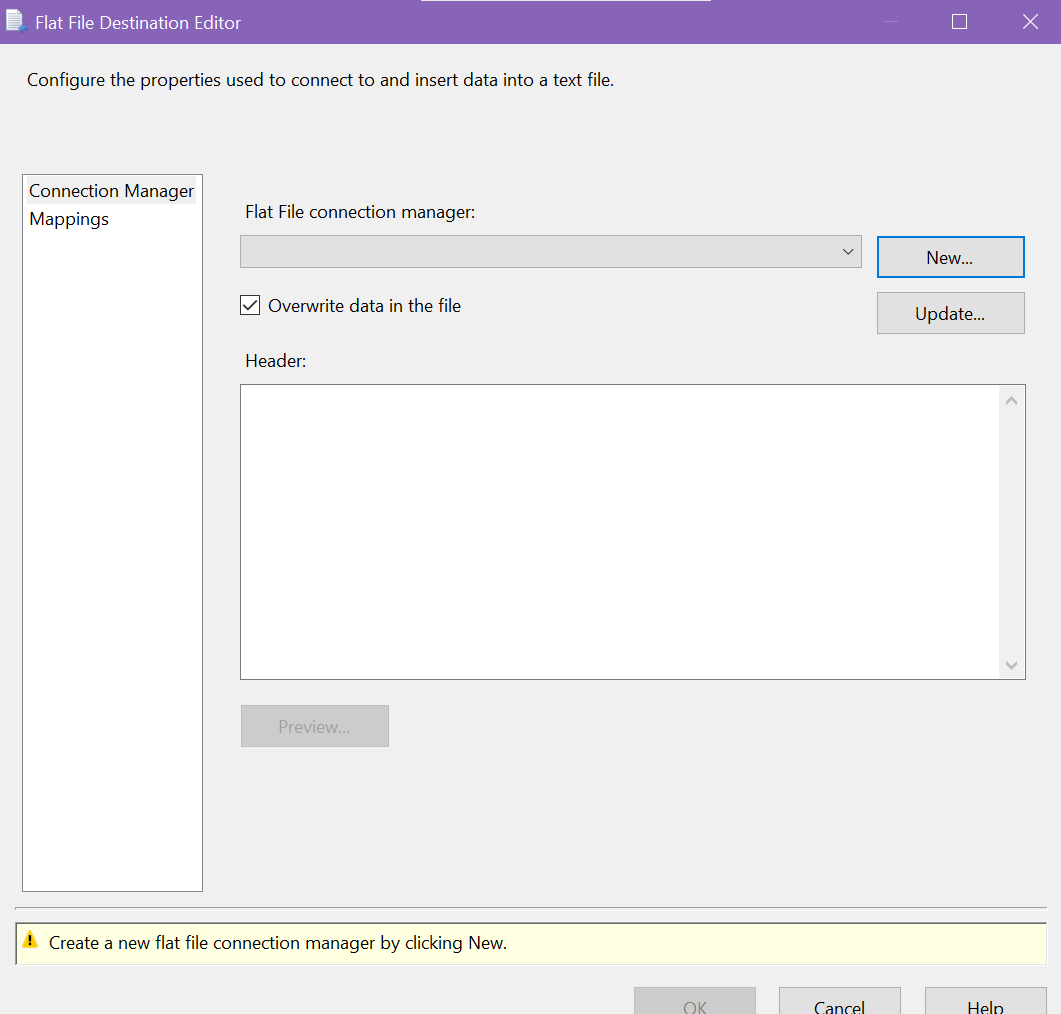 Flat File Destination Editor
Configure the properties used to connect to and insert data into a text file.
Connection Manager
Mappings
Flat File connection manager:
New...
Overwrite data in the file
Update...
Header:
Preview...
Create a new flat file connection manager by clicking New.
OK
Cancel
Help